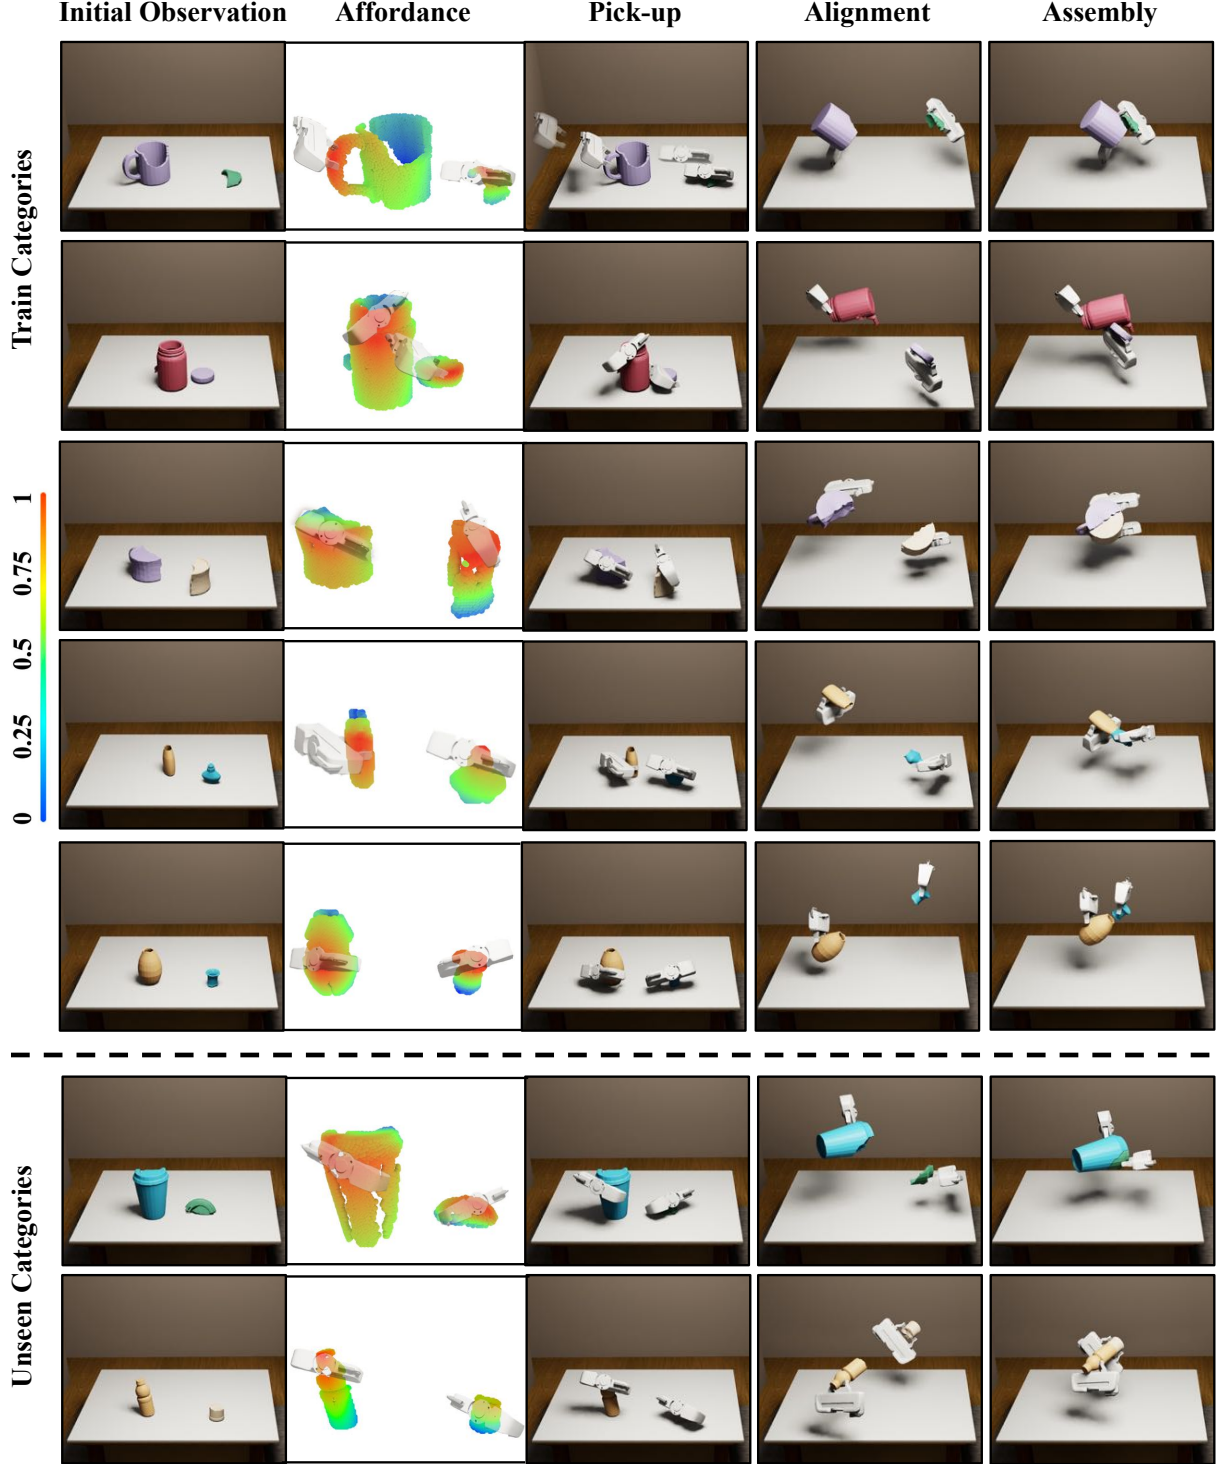 Initial Observation Affordance Pick-up Alignment Assembly
Train Categories
1
0.75
0.5
0.25
0
Unseen Categories